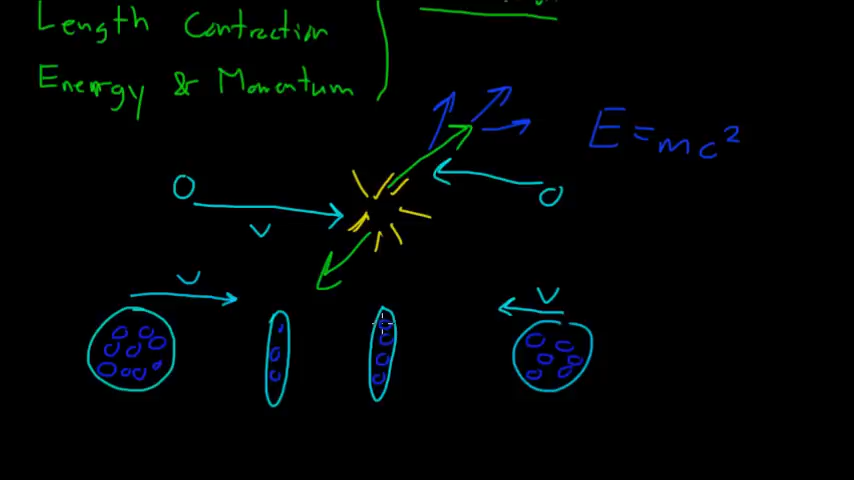 Length Contraction
Energy & Momentum
E=mc²
v
v
v